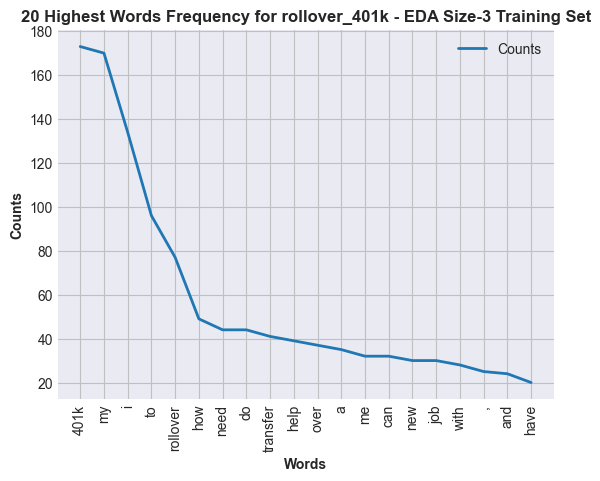 20 Highest Words Frequency for rollover_401k - EDA Size-3 Training Set
180
160
140
120
100
80
60
40
20
Counts
Counts
401k
my
i
to
rollover
how
need
do
transfer
help
over
a
me
can
new
job
with
,
and
have
Words